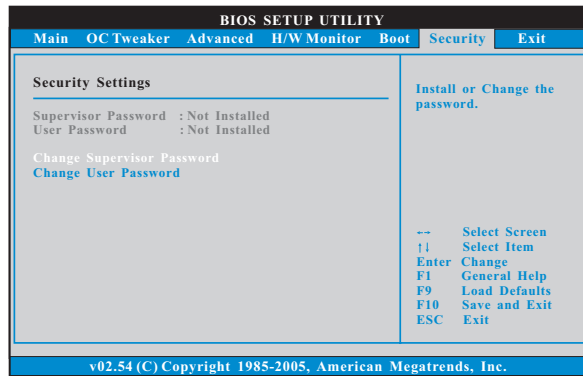 BIOS SETUP UTILITY
Main OC Tweaker Advanced H/W Monitor Boot Security Exit
Security Settings
Supervisor Password : Not Installed
User Password : Not Installed
Change Supervisor Password
Change User Password
Install or Change the
password.
←→ Select Screen
↑↓ Select Item
Enter Change
F1 General Help
F9 Load Defaults
F10 Save and Exit
ESC Exit
v02.54 (C) Copyright 1985-2005, American Megatrends, Inc.